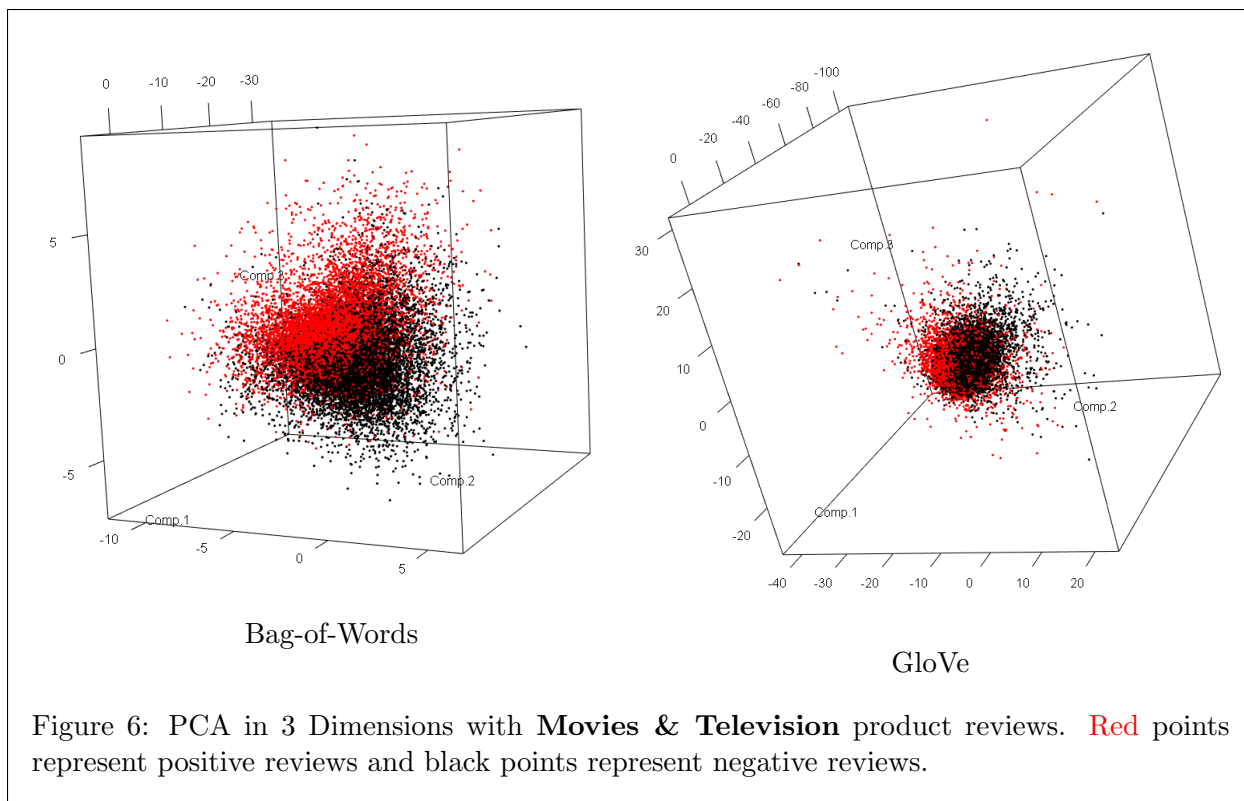 0 -10 -20 -30
5
0
-5
Comp.3
Comp.2
Comp.1
-10 -5 0 5
Bag-of-Words
0 -20 -40 -60 -80 -100
30
20
10
0
-10
-20
Comp.3
Comp.2
Comp.1
-40 -30 -20 -10 0 10 20
GloVe
Figure 6: PCA in 3 Dimensions with Movies & Television product reviews. Red points
represent positive reviews and black points represent negative reviews.